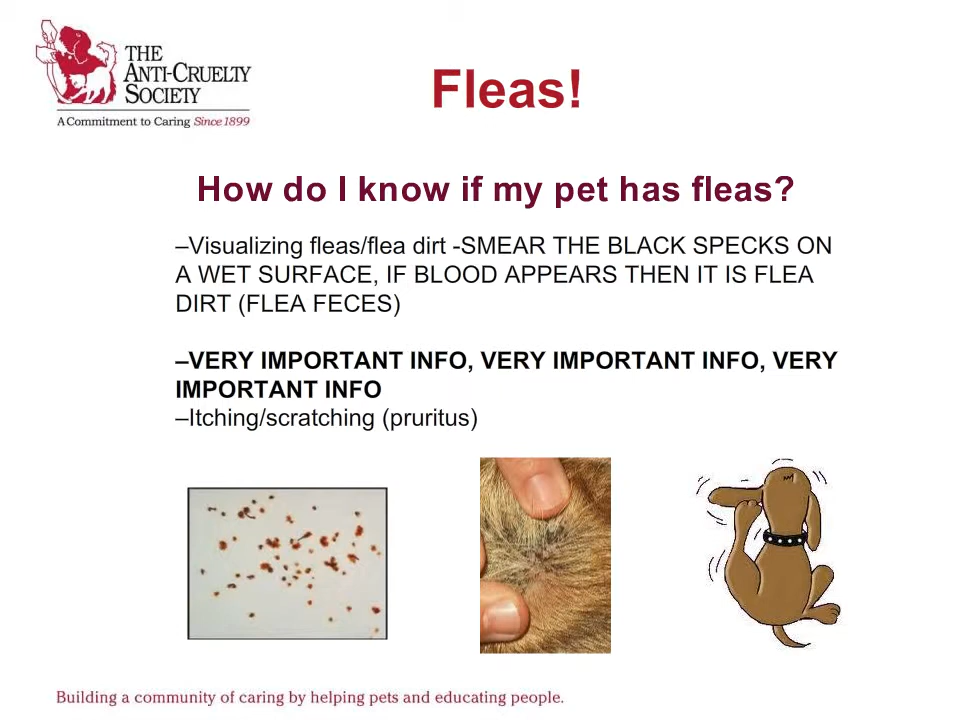 THE
ANTI-CRUELTY
SOCIETY
A Commitment to Caring Since 1899
Fleas!
How do I know if my pet has fleas?
–Visualizing fleas/flea dirt -SMEAR THE BLACK SPECKS ON
A WET SURFACE, IF BLOOD APPEARS THEN IT IS FLEA
DIRT (FLEA FECES)
–VERY IMPORTANT INFO, VERY IMPORTANT INFO, VERY
IMPORTANT INFO
–Itching/scratching (pruritus)
Building a community of caring by helping pets and educating people.